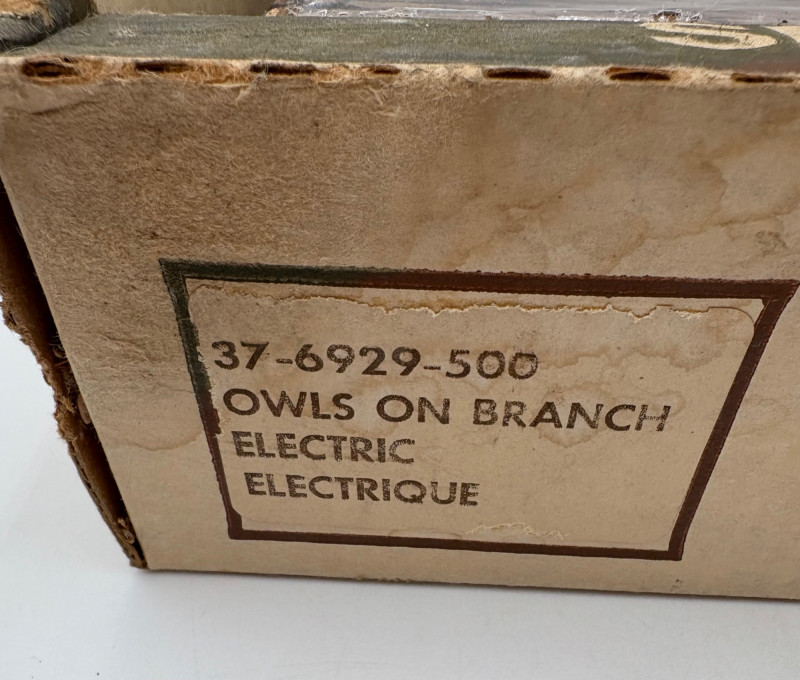 37-6929-500
OWLS ON BRANCH
ELECTRIC
ELECTRIQUE